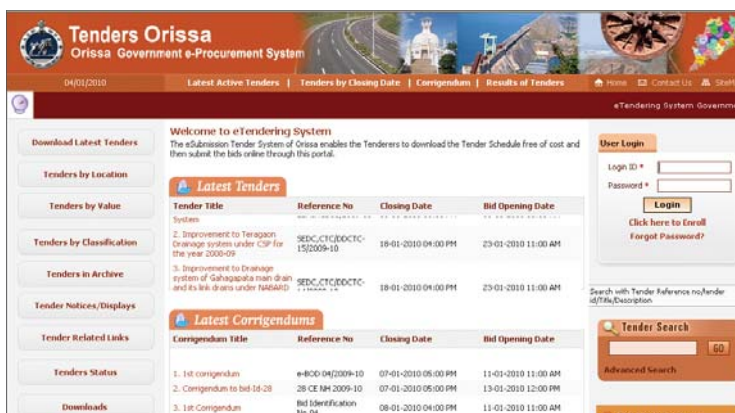 Tenders Orissa
Orissa Government e-Procurement System
04/01/2010
Latest Active Tenders | Tenders by Closing Date | Corrigendum | Results of Tenders
Home Contact Us
eTendering System
Download Latest Tenders
Tenders by Location
Tenders by Value
Tenders by Classification
Tenders in Archive
Tender Notices/Displays
Tender Related Links
Tenders Status
Downloads
Welcome to eTendering System
The eSubmission Tender System of Orissa enables the Tenderers to download the Tender Schedule free of cost and
then submit the bids online through this portal.
Latest Tenders
Tender Title Reference No Closing Date Bid Opening Date
System
2. Improvement to Teragaon
Drainage system under CSP for
the year 2008-09
SEDC,CTC/DDCTC-
15/2009-10
18-01-2010 04:00 PM 23-01-2010 11:00 AM
3. Improvement to Drainage
system of Gahagapata main drain
and its link drains under NABARD
SEDC,CTC/DDCTC-
18-01-2010 04:00 PM 23-01-2010 11:00 AM
Latest Corrigendums
Corrigendum Title Reference No Closing Date Bid Opening Date
1. 1st corrigendum e-BOD 04/2009-10 07-01-2010 05:00 PM 11-01-2010 11:00 AM
2. Corrigendum to bid-Id-28 28 CE NH 2009-10 07-01-2010 05:00 PM 13-01-2010 12:00 PM
3. 1st Corrigendum Bid Identification 08-01-2010 04:00 PM 11-01-2010 11:00 AM
User Login
Login ID *
Password *
Login
Click here to Enroll
Forgot Password?
Search with Tender Reference no/tender
id/Title/Description
Tender Search
GO
Advanced Search